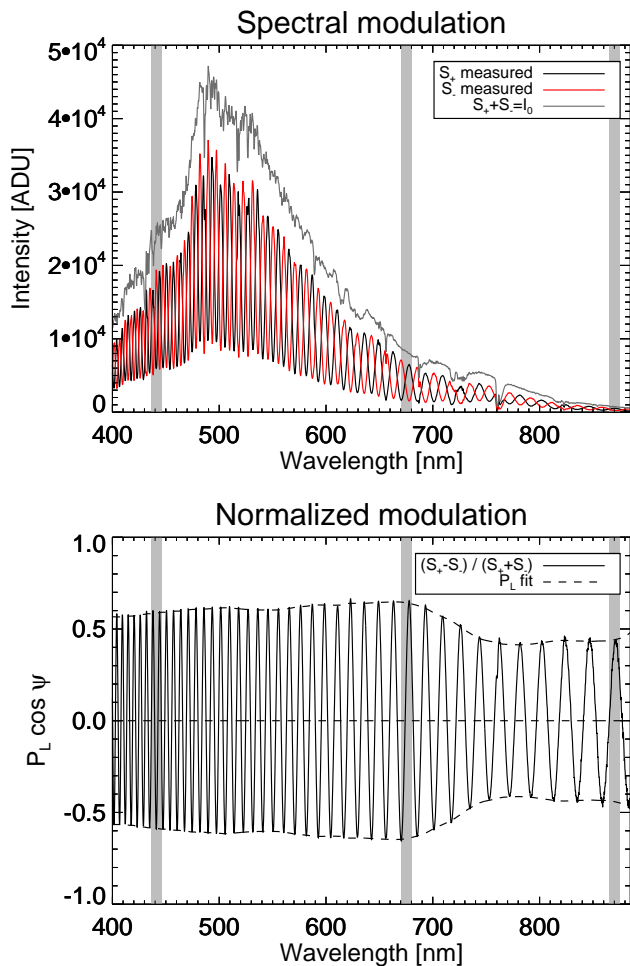 Spectral modulation
5•10⁴
4•10⁴
3•10⁴
2•10⁴
1•10⁴
0
Intensity [ADU]
S₊ measured
S₋ measured
S₊+S₋=I₀
400 500 600 700 800
Wavelength [nm]
Normalized modulation
1.0
0.5
0.0
-0.5
-1.0
P_L cos ψ
(S₊-S₋) / (S₊+S₋)
P_L fit
400 500 600 700 800
Wavelength [nm]